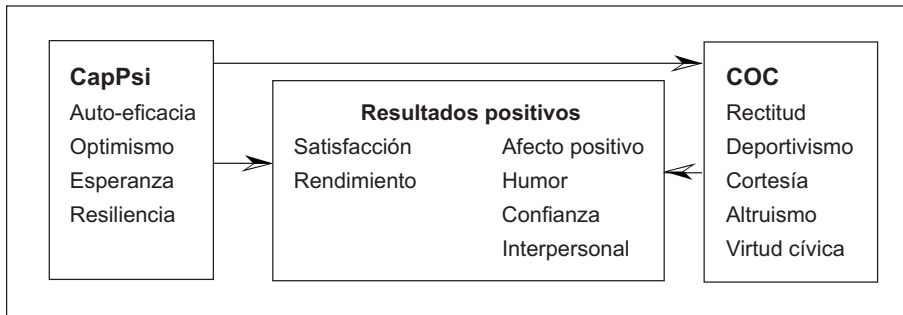 CapPsi
Auto-eficacia
Optimismo
Esperanza
Resiliencia
Resultados positivos
Satisfacción
Rendimiento
Afecto positivo
Humor
Confianza
Interpersonal
COC
Rectitud
Deportivismo
Cortesía
Altruismo
Virtud cívica